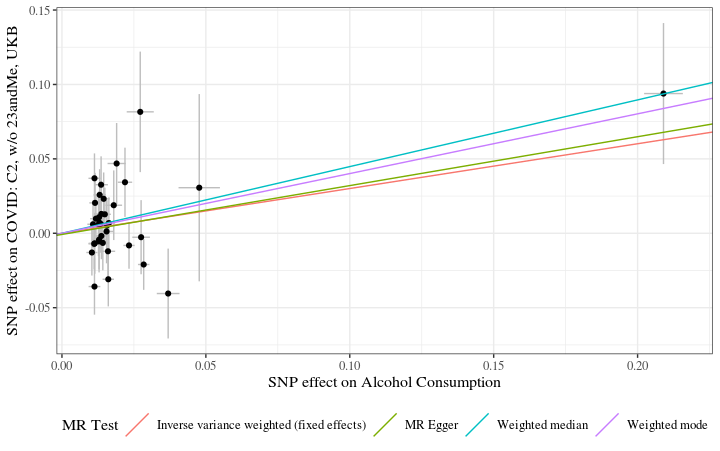 SNP effect on COVID: C2, w/o 23andMe, UKB
0.15
0.10
0.05
0.00
-0.05
0.00 0.05 0.10 0.15 0.20
SNP effect on Alcohol Consumption
MR Test Inverse variance weighted (fixed effects) MR Egger Weighted median Weighted mode